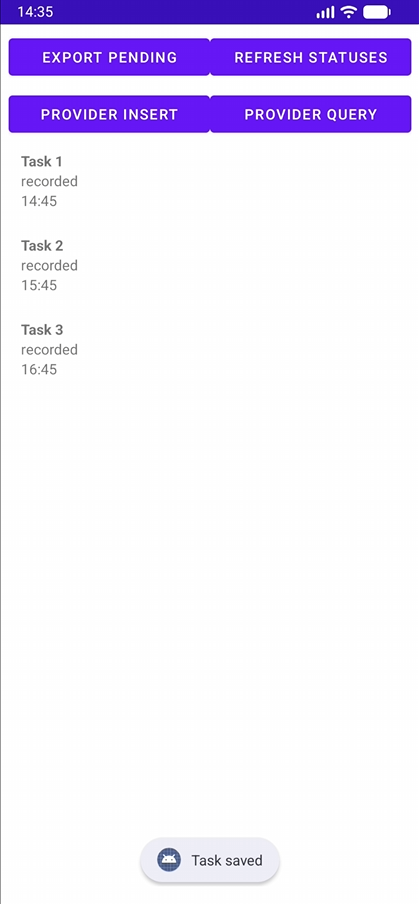 14:35
EXPORT PENDING
REFRESH STATUSES
PROVIDER INSERT
PROVIDER QUERY
Task 1
recorded
14:45
Task 2
recorded
15:45
Task 3
recorded
16:45
Task saved